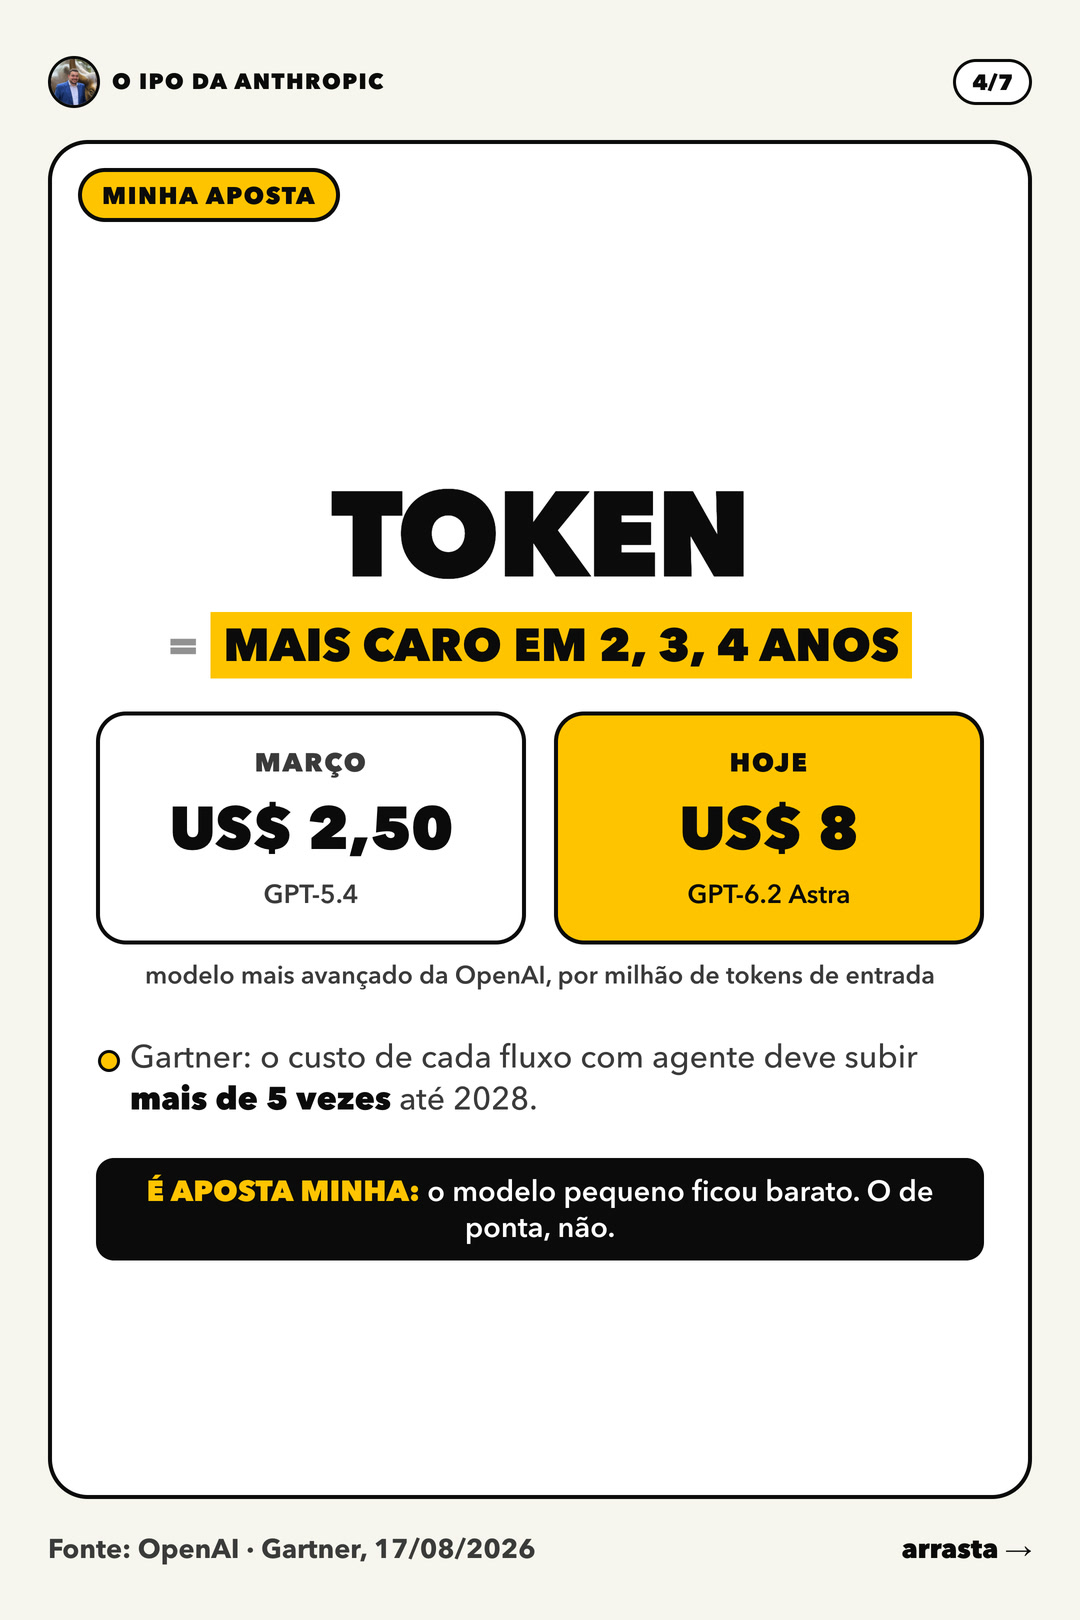 O IPO DA ANTHROPIC
4/7
MINHA APOSTA
TOKEN
= MAIS CARO EM 2, 3, 4 ANOS
MARÇO
US$ 2,50
GPT-5.4
HOJE
US$ 8
GPT-6.2 Astra
modelo mais avançado da OpenAI, por milhão de tokens de entrada
Gartner: o custo de cada fluxo com agente deve subir
mais de 5 vezes até 2028.
É APOSTA MINHA: o modelo pequeno ficou barato. O de
ponta, não.
Fonte: OpenAI · Gartner, 17/08/2026
arrasta →